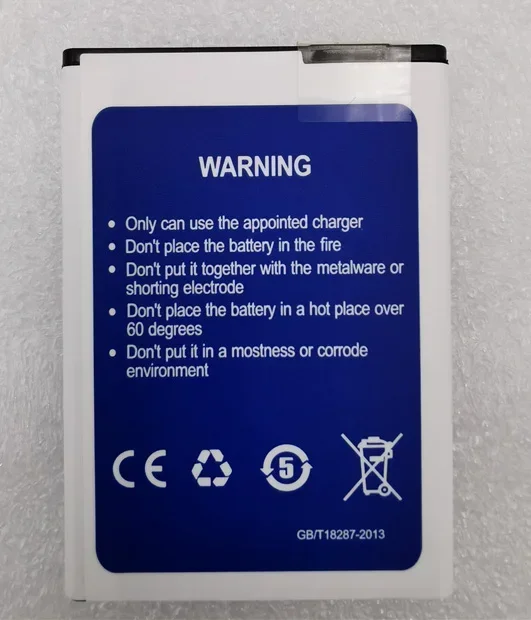 WARNING
• Only can use the appointed charger
• Don't place the battery in the fire
• Don't put it together with the metalware or
shorting electrode
• Don't place the battery in a hot place over
60 degrees
• Don't put it in a mostness or corrode
environment
CE 5
GB/T18287-2013